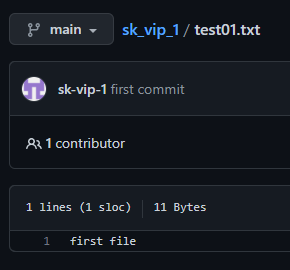 main sk_vip_1 / test01.txt
sk-vip-1 first commit
1 contributor
1 lines (1 sloc) 11 Bytes
1 first file